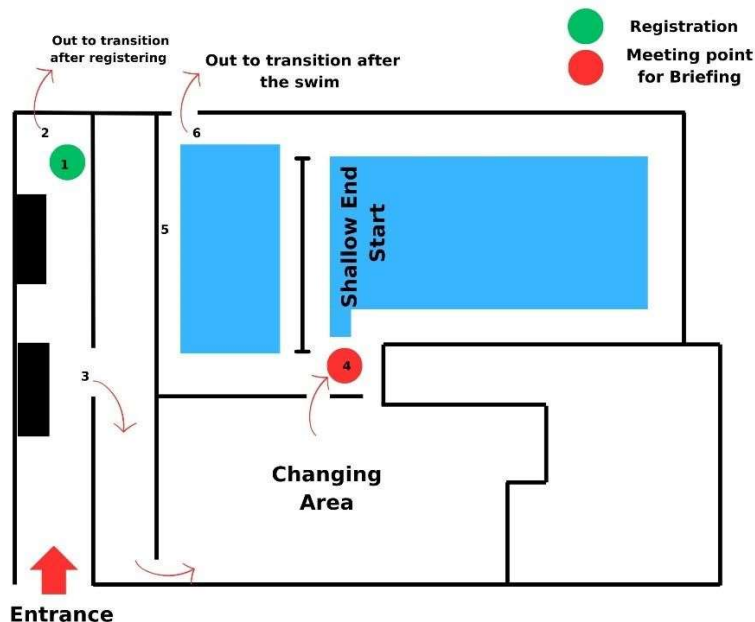 Out to transition
after registering
Out to transition after
the swim
Registration
Meeting point
for Briefing
2
6
1
5
Shallow End
Start
3
4
Changing
Area
Entrance